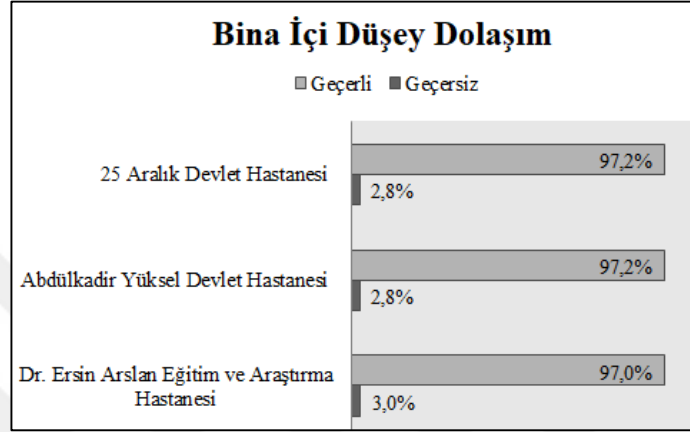 Bina İçi Düşey Dolaşım
Geçerli Geçersiz
25 Aralık Devlet Hastanesi
97,2%
2,8%
Abdülkadir Yüksel Devlet Hastanesi
97,2%
2,8%
Dr. Ersin Arslan Eğitim ve Araştırma
Hastanesi
97,0%
3,0%